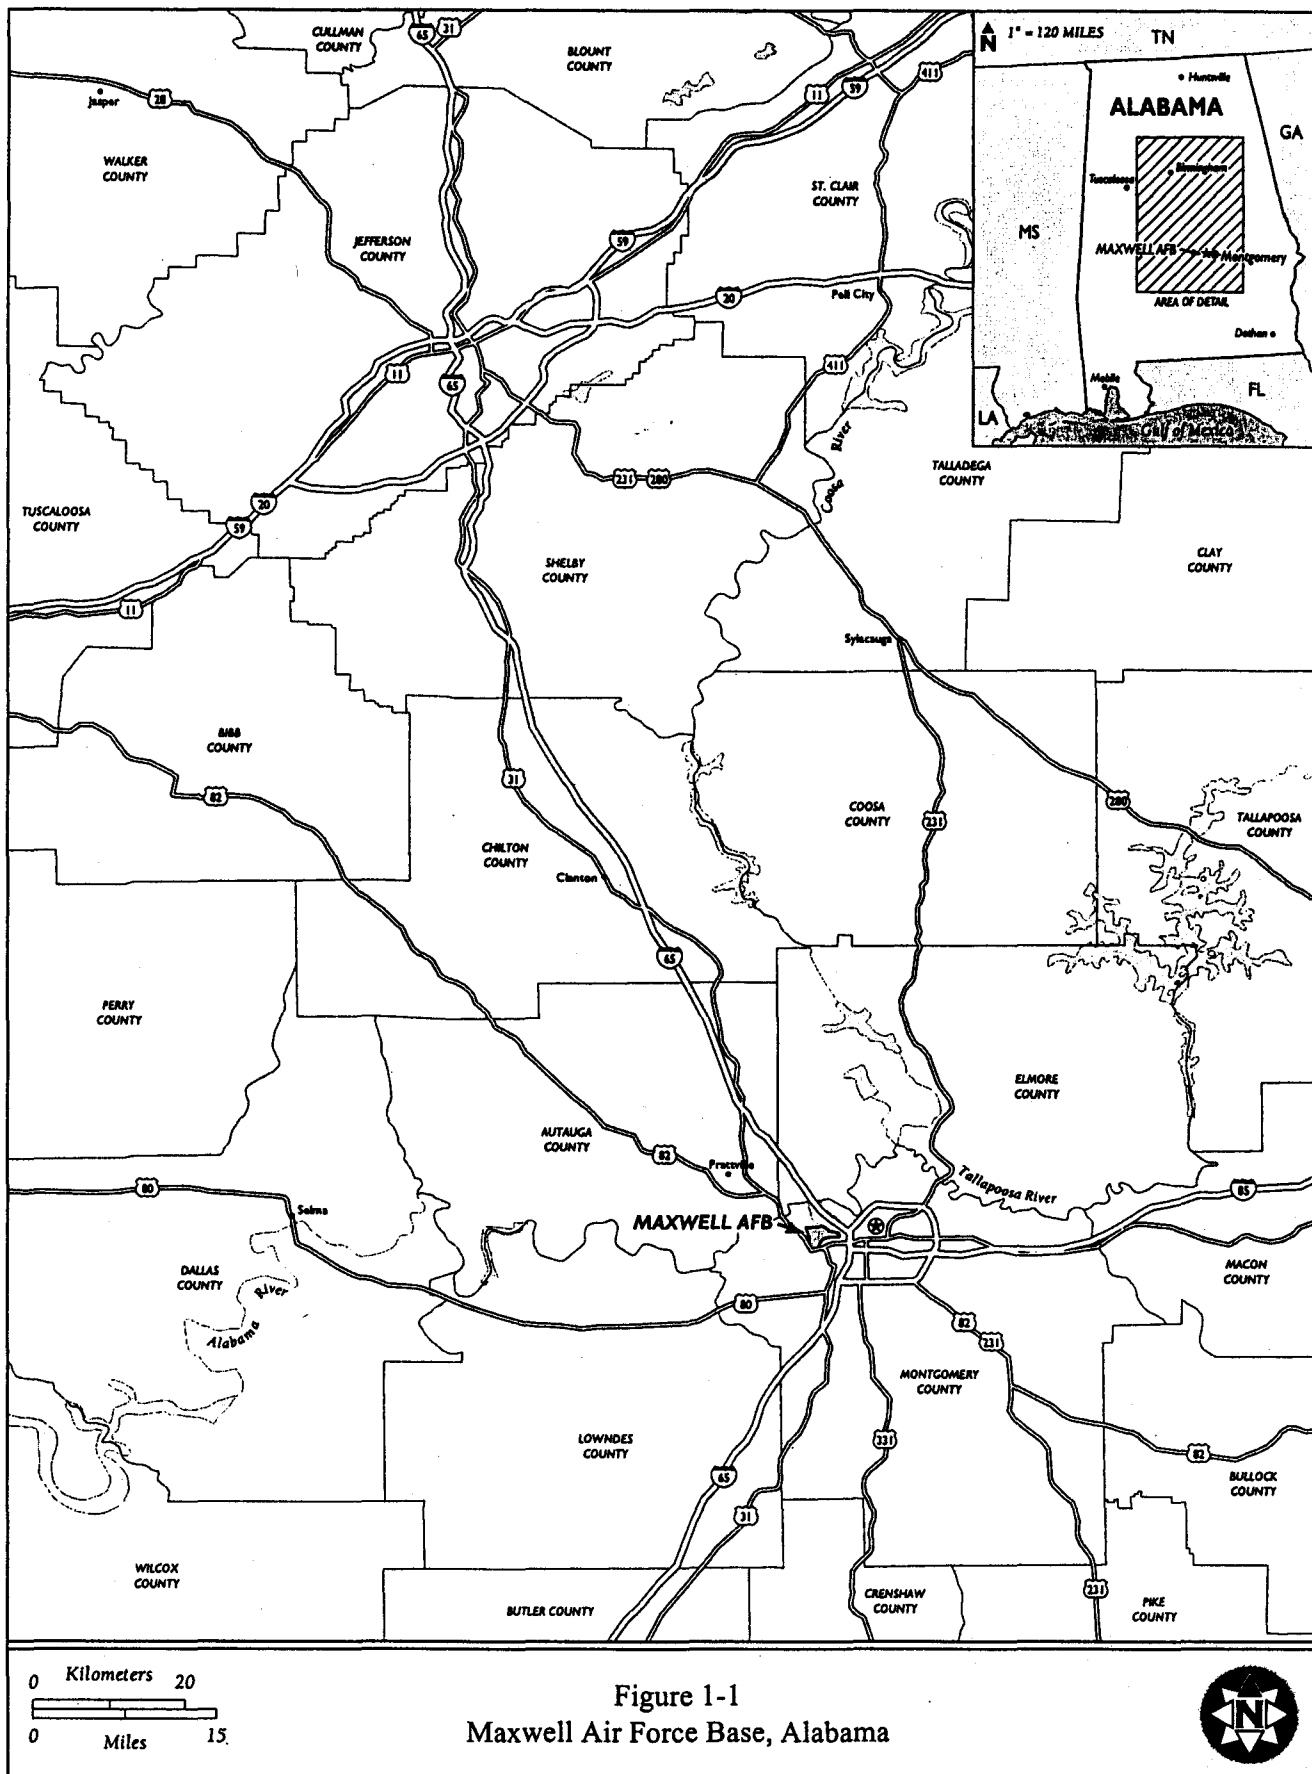 CULLMAN
COUNTY
65
31
BLOUNT
COUNTY
11
59
411
N
1" = 120 MILES
TN
Huntsville
ALABAMA
GA
Tuscaloosa
Birmingham
MS
MAXWELL AFB
Montgomery
AREA OF DETAIL
Dothan
Mobile
FL
LA
Gulf of Mexico
Jasper
28
WALKER
COUNTY
ST. CLAIR
COUNTY
JEFFERSON
COUNTY
59
20
Pell City
11
65
411
Coosa River
TALLADEGA
COUNTY
231
280
TUSCALOOSA
COUNTY
20
59
SHELBY
COUNTY
CLAY
COUNTY
11
Sylacauga
BIBB
COUNTY
82
31
COOSA
COUNTY
231
280
TALLAPOOSA
COUNTY
CHILTON
COUNTY
Clanton
65
PERRY
COUNTY
ELMORE
COUNTY
AUTAUGA
COUNTY
82
Prattville
Tallapoosa River
80
85
Selma
MAXWELL AFB
DALLAS
COUNTY
Alabama River
MACON
COUNTY
80
82
231
MONTGOMERY
COUNTY
LOWNDES
COUNTY
331
65
82
BULLOCK
COUNTY
31
WILCOX
COUNTY
BUTLER COUNTY
CRENSHAW
COUNTY
231
PIKE
COUNTY
0 Kilometers 20
0 Miles 15
Figure 1-1
Maxwell Air Force Base, Alabama
N